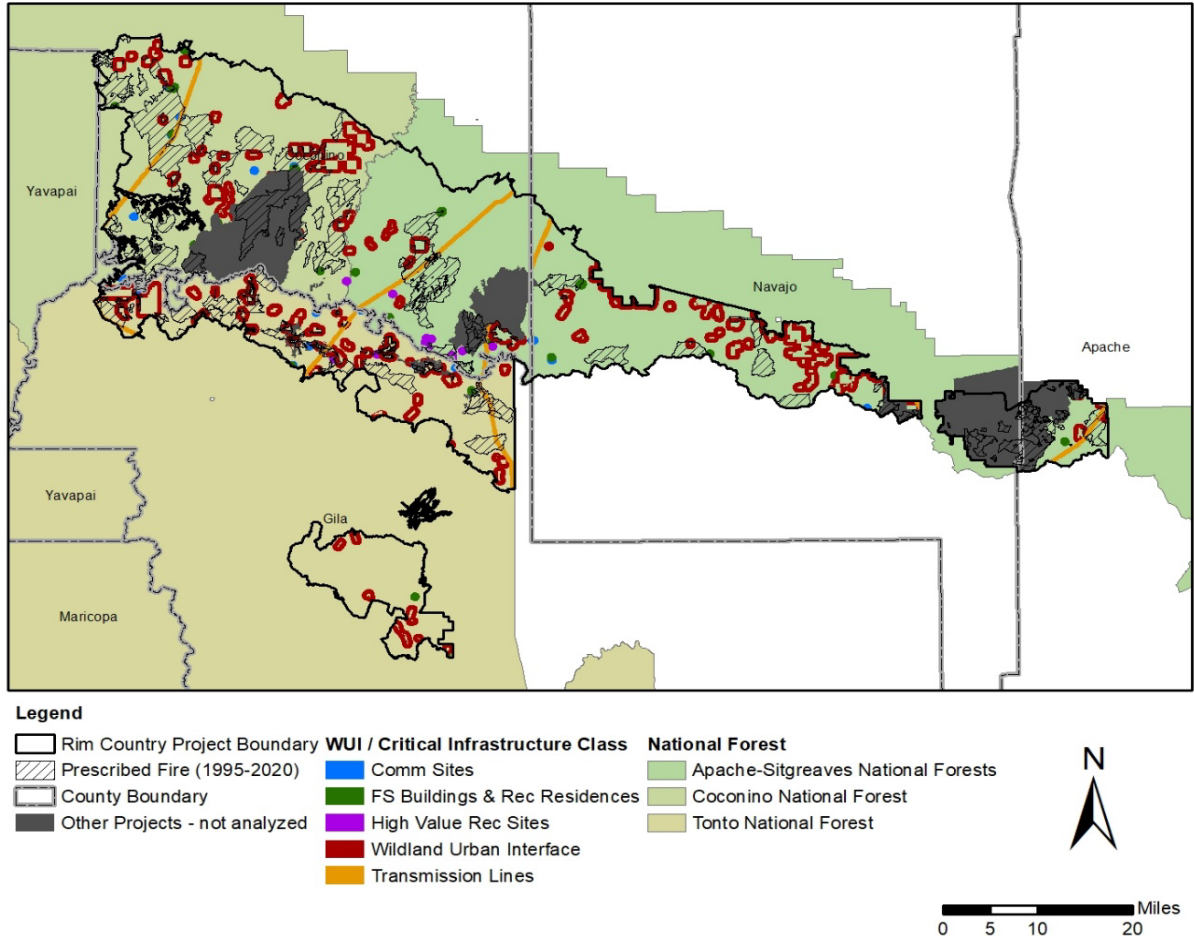 Coconino
Yavapai
Navajo
Apache
Yavapai
Gila
Maricopa
Legend
Rim Country Project Boundary
Prescribed Fire (1995-2020)
County Boundary
Other Projects - not analyzed
WUI / Critical Infrastructure Class
Comm Sites
FS Buildings & Rec Residences
High Value Rec Sites
Wildland Urban Interface
Transmission Lines
National Forest
Apache-Sitgreaves National Forests
Coconino National Forest
Tonto National Forest
N
Miles
0 5 10 20